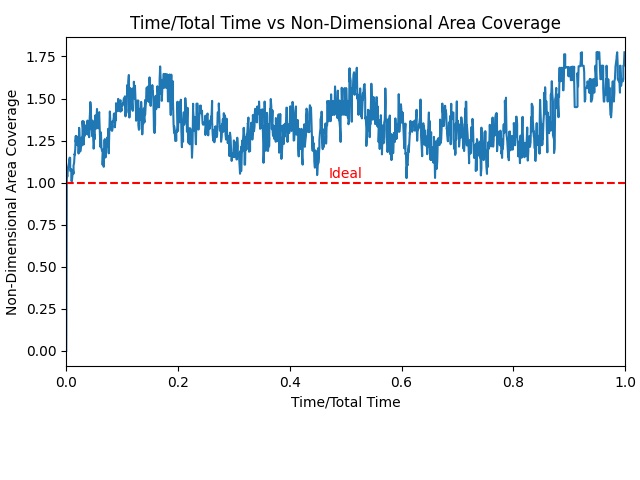 Time/Total Time vs Non-Dimensional Area Coverage
1.75
1.50
1.25
1.00
0.75
0.50
0.25
0.00
Non-Dimensional Area Coverage
Ideal
0.0 0.2 0.4 0.6 0.8 1.0
Time/Total Time